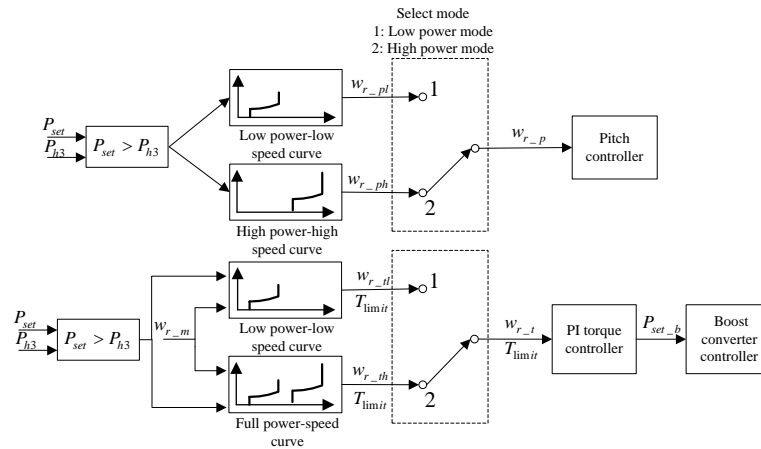 Select mode
1: Low power mode
2: High power mode
P_set
P_h3
P_set > P_h3
w_r_pl
1
Low power-low
speed curve
w_r_ph
2
High power-high
speed curve
w_r_p
Pitch
controller
P_set
P_h3
P_set > P_h3
w_r_m
w_r_tl
T_limit
1
Low power-low
speed curve
w_r_th
T_limit
2
Full power-speed
curve
w_r_t
T_limit
PI torque
controller
P_set_b
Boost
converter
controller